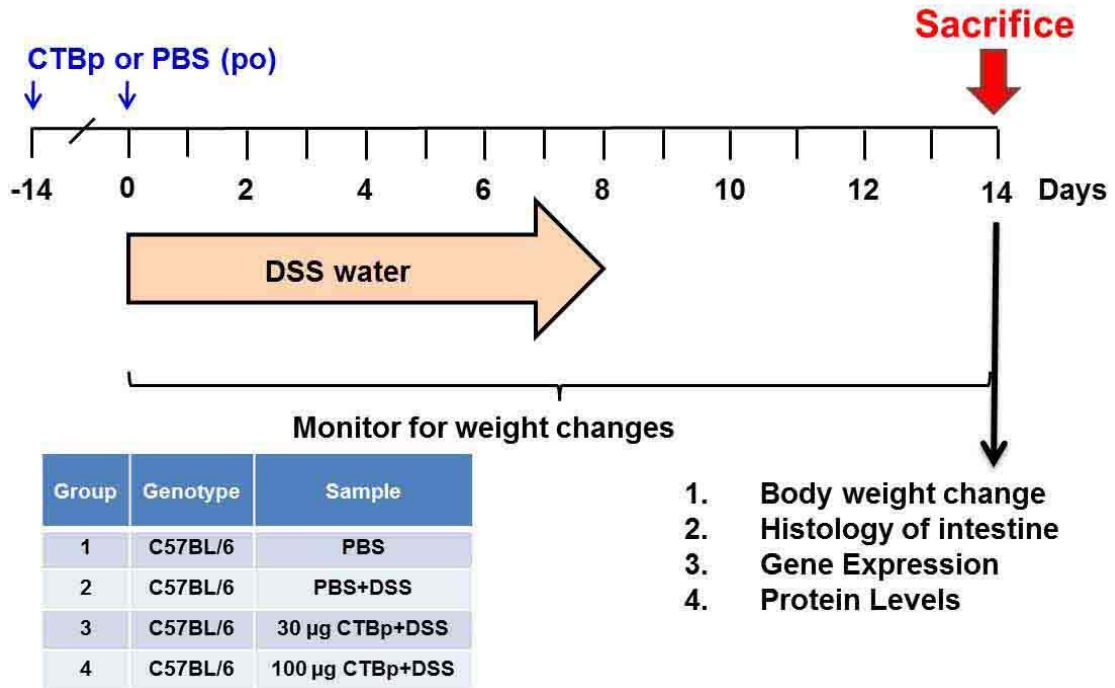 Sacrifice
CTBp or PBS (po)
-14 0 2 4 6 8 10 12 14 Days
DSS water
Monitor for weight changes
Group Genotype Sample
1 C57BL/6 PBS
2 C57BL/6 PBS+DSS
3 C57BL/6 30 µg CTBp+DSS
4 C57BL/6 100 µg CTBp+DSS
1. Body weight change
2. Histology of intestine
3. Gene Expression
4. Protein Levels